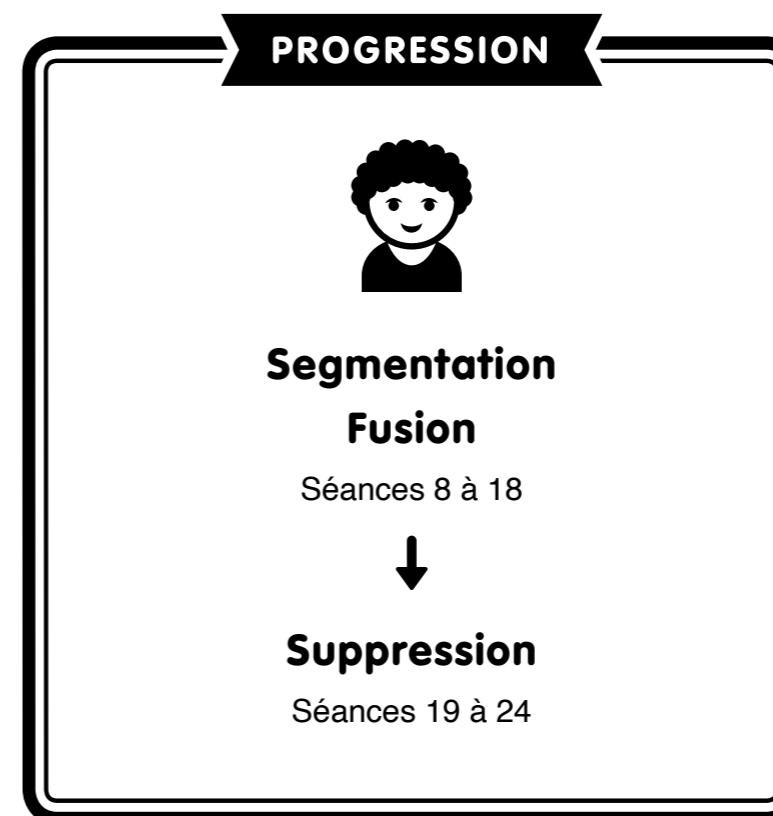 PROGRESSION
Segmentation
Fusion
Séances 8 à 18
Suppression
Séances 19 à 24